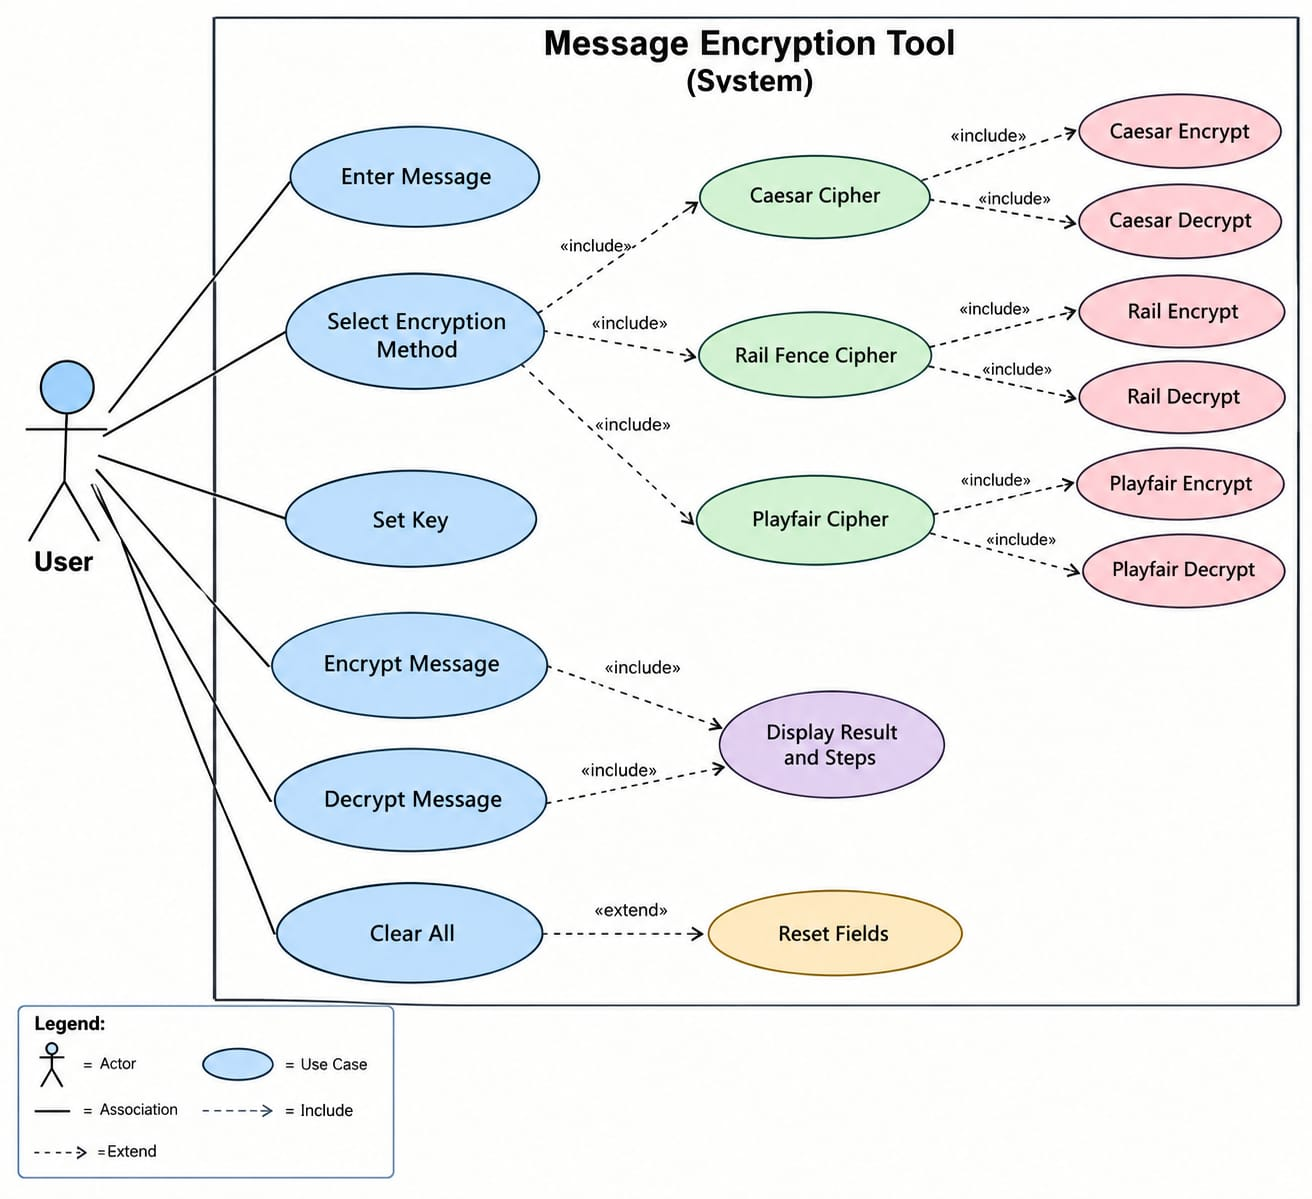 Message Encryption Tool
(Svstem)
Enter Message
Select Encryption
Method
Set Key
Encrypt Message
Decrypt Message
Clear All
User
«include»
«include»
«include»
Caesar Cipher
Rail Fence Cipher
Playfair Cipher
«include»
«include»
«include»
«include»
«include»
«include»
Caesar Encrypt
Caesar Decrypt
Rail Encrypt
Rail Decrypt
Playfair Encrypt
Playfair Decrypt
«include»
«include»
Display Result
and Steps
«extend»
Reset Fields
Legend:
= Actor
= Use Case
= Association
= Include
=Extend